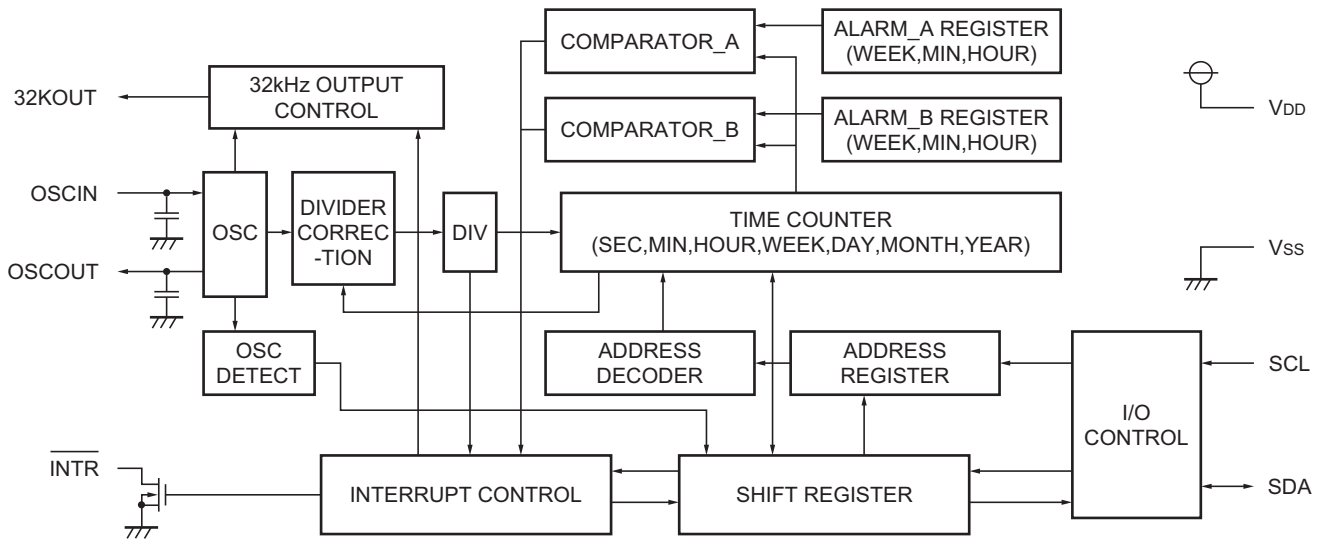 COMPARATOR_A
ALARM_A REGISTER
(WEEK,MIN,HOUR)
32kHz OUTPUT
CONTROL
32KOUT
VDD
COMPARATOR_B
ALARM_B REGISTER
(WEEK,MIN,HOUR)
OSCIN
OSC
DIVIDER
CORREC
-TION
DIV
TIME COUNTER
(SEC,MIN,HOUR,WEEK,DAY,MONTH,YEAR)
VSS
OSCOUT
OSC
DETECT
ADDRESS
DECODER
ADDRESS
REGISTER
SCL
I/O
CONTROL
INTR
INTERRUPT CONTROL
SHIFT REGISTER
SDA